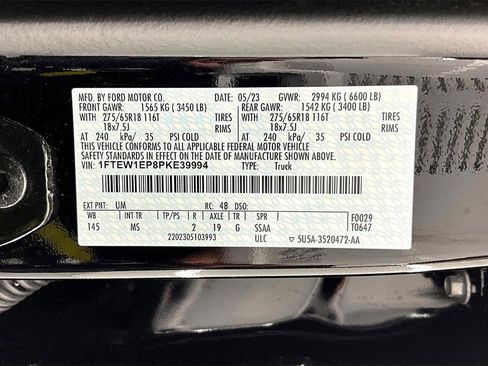 MFD. BY FORD MOTOR CO. DATE: 05/23 GVWR: 2994 KG ( 6600 LB)
FRONT GAWR: 1565 KG ( 3450 LB) REAR GAWR: 1542 KG ( 3400 LB)
WITH 275/65R18 116T TIRES WITH 275/65R18 116T TIRES
18x7.5J RIMS 18x7.5J RIMS
AT 240 kPa/ 35 PSI COLD AT 240 kPa/ 35 PSI COLD
THIS VEHICLE CONFORMS TO ALL APPLICABLE FEDERAL MOTOR VEHICLE SAFETY AND THEFT PREVENTION STANDARDS IN EFFECT ON THE DATE OF MANUFACTURE SHOWN ABOVE.
VIN: 1FTEW1EP8PKE39994 TYPE: Truck
EXT PNT: UM RC: 48 DSO:
WB INT TR TP/PS R AXLE TR SPR F0029
145 MS 2 19 G SSAA T0647
2202305103993 ULC 5U5A-3520472-AA